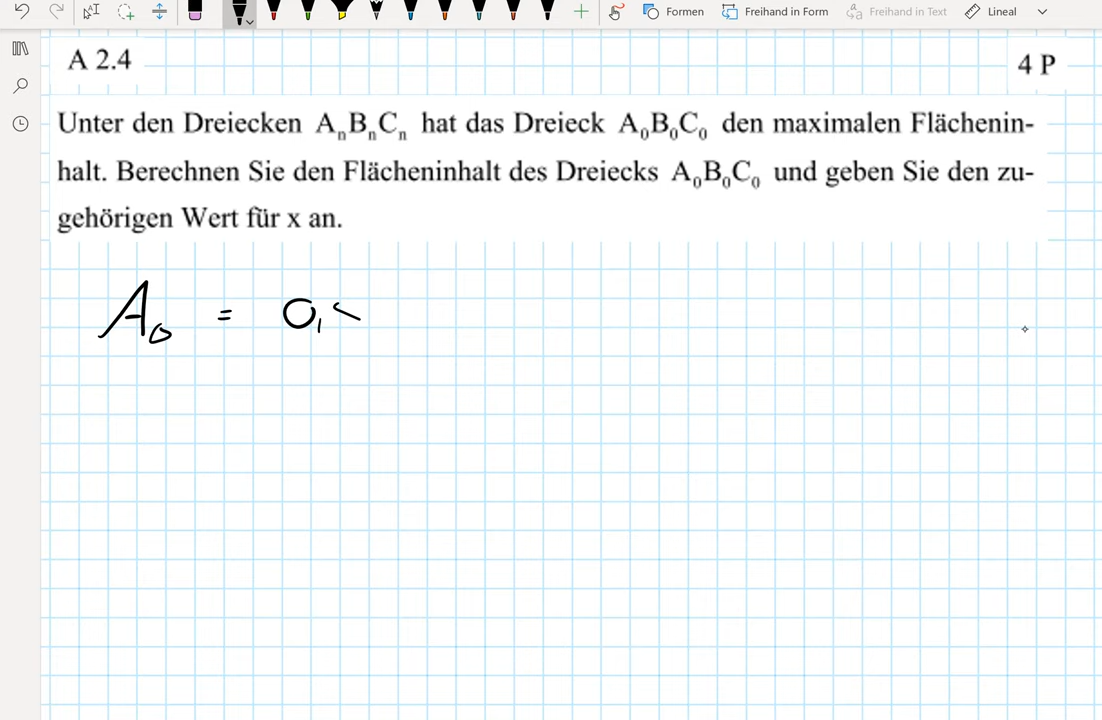 Formen Freihand in Form Freihand in Text Lineal
A 2.4 4 P
Unter den Dreiecken AₙBₙCₙ hat das Dreieck A₀B₀C₀ den maximalen Flächenin-
halt. Berechnen Sie den Flächeninhalt des Dreiecks A₀B₀C₀ und geben Sie den zu-
gehörigen Wert für x an.
A₀ = 0,